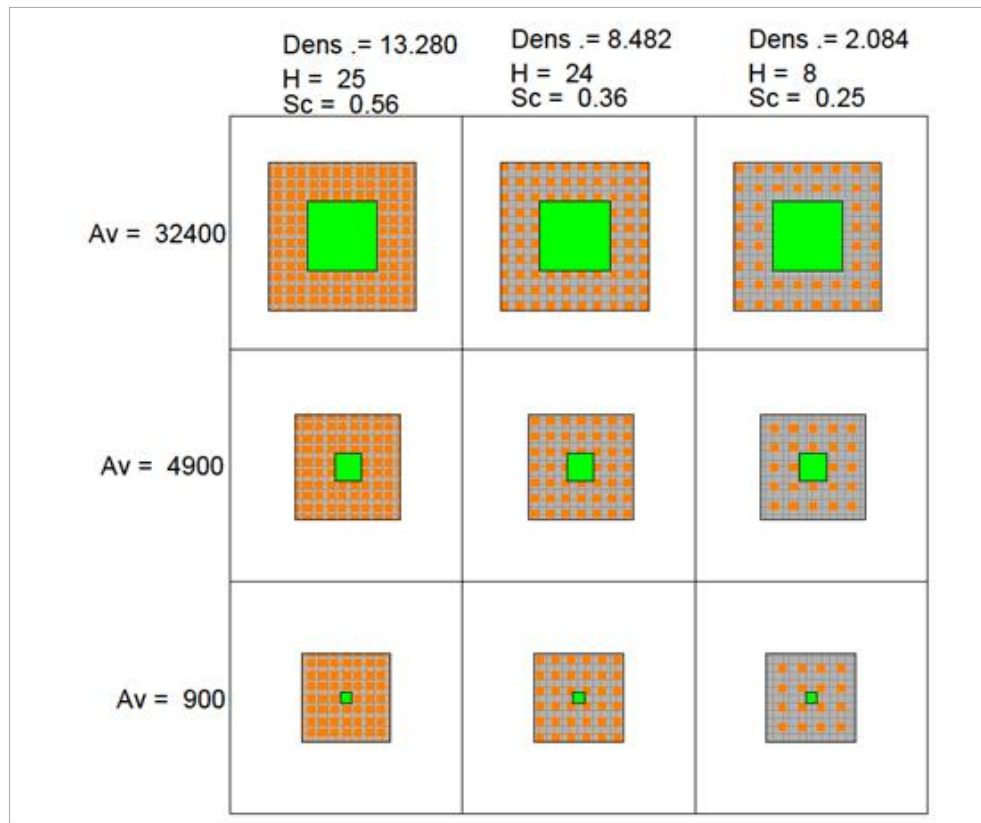 Dens .= 13.280
H = 25
Sc = 0.56
Dens .= 8.482
H = 24
Sc = 0.36
Dens .= 2.084
H = 8
Sc = 0.25
Av = 32400
Av = 4900
Av = 900